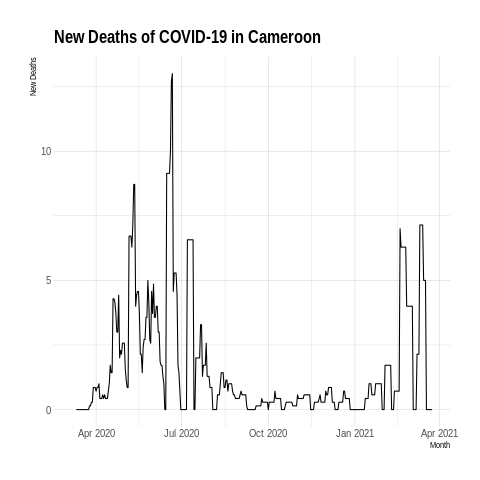 New Deaths of COVID-19 in Cameroon
New Deaths
10
5
0
Apr 2020 Jul 2020 Oct 2020 Jan 2021 Apr 2021
Month